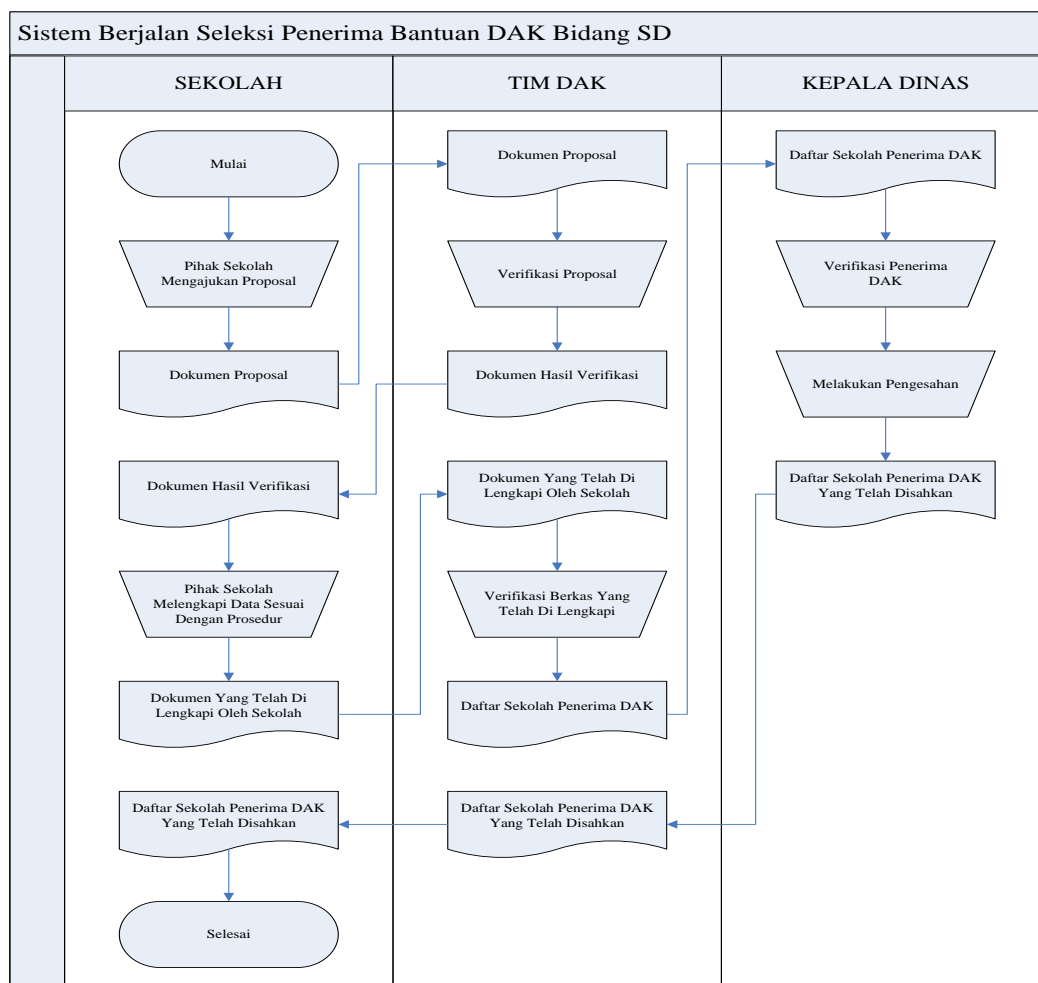 Sistem Berjalan Seleksi Penerima Bantuan DAK Bidang SD
SEKOLAH
TIM DAK
KEPALA DINAS
Mulai
Pihak Sekolah
Mengajukan Proposal
Dokumen Proposal
Dokumen Hasil Verifikasi
Pihak Sekolah
Melengkapi Data Sesuai
Dengan Prosedur
Dokumen Yang Telah Di
Lengkapi Oleh Sekolah
Daftar Sekolah Penerima DAK
Yang Telah Disahkan
Selesai
Dokumen Proposal
Verifikasi Proposal
Dokumen Hasil Verifikasi
Dokumen Yang Telah Di
Lengkapi Oleh Sekolah
Verifikasi Berkas Yang
Telah Di Lengkapi
Daftar Sekolah Penerima DAK
Daftar Sekolah Penerima DAK
Yang Telah Disahkan
Daftar Sekolah Penerima DAK
Verifikasi Penerima
DAK
Melakukan Pengesahan
Daftar Sekolah Penerima DAK
Yang Telah Disahkan